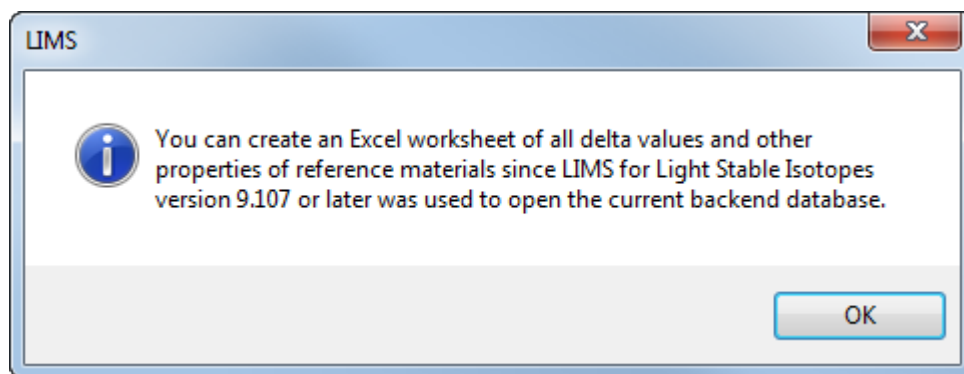 LIMS
You can create an Excel worksheet of all delta values and other
properties of reference materials since LIMS for Light Stable Isotopes
version 9.107 or later was used to open the current backend database.
OK